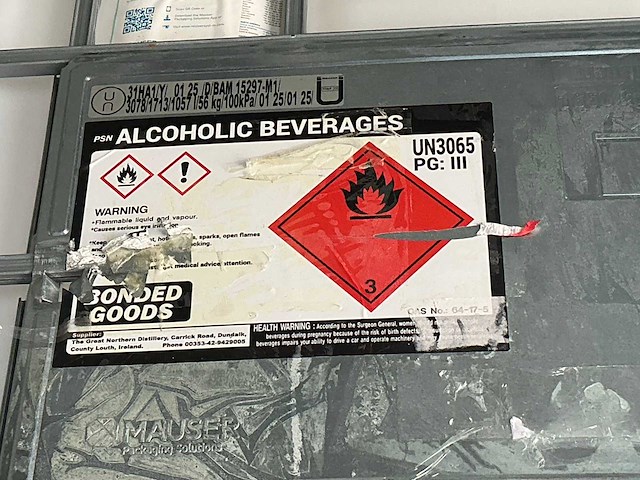 31HA1/Y/ 01 25 /D/BAM 15297-M1/
3078/1713/1057 1/56 kg/100kPa/ 01 25/01 25
PSN ALCOHOLIC BEVERAGES
UN3065
PG: III
WARNING
*Flammable liquid and vapour.
*Causes serious eye
*Keep sparks, open flames
medical advice/attention.
3
BONDED
GOODS
CAS No.: 64-17-5
Supplier:
The Great Northern Distillery, Carrick Road, Dundalk,
County Louth, Ireland. Phone 00353-42-9429005
HEALTH WARNING : According to the Surgeon General, women
beverages during pregnancy because of the risk of birth defects
beverages impairs your ability to drive a car and operate machinery
MAUSER
Packaging Solutions